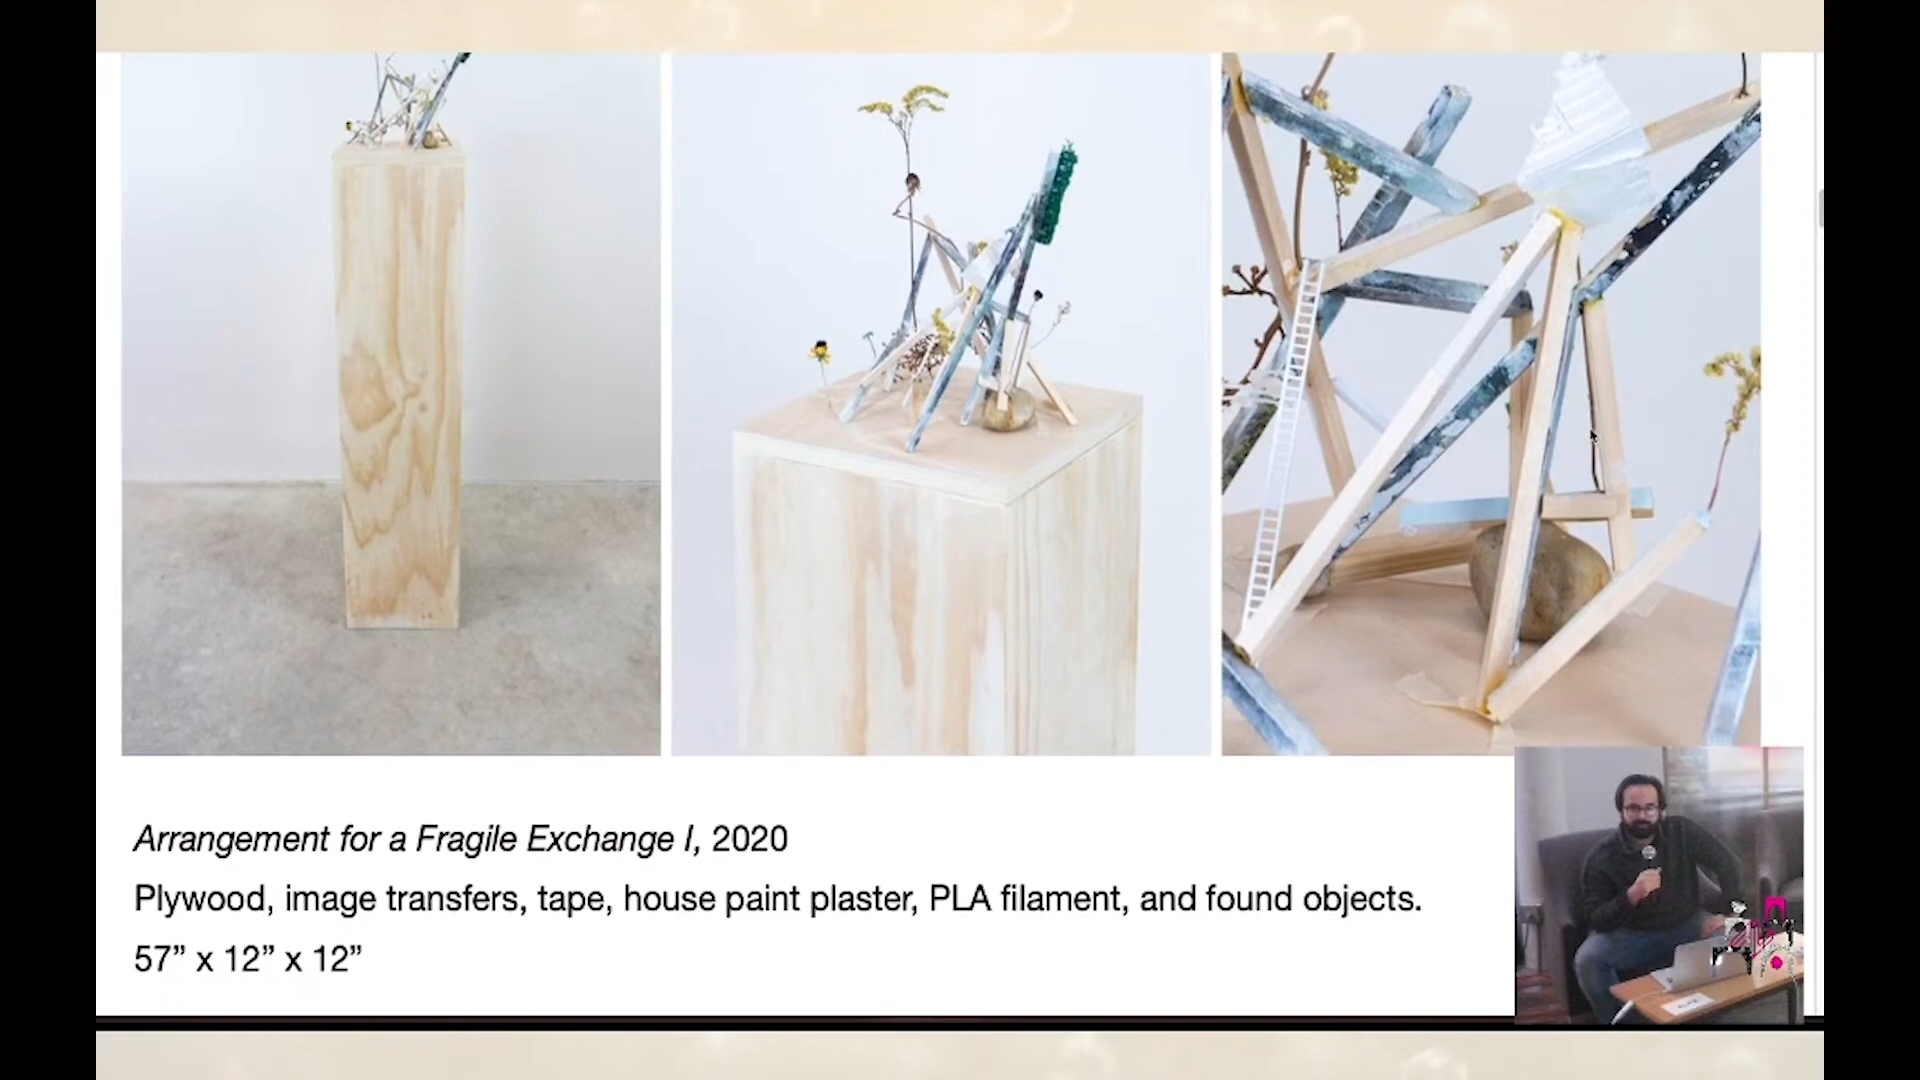 Arrangement for a Fragile Exchange I, 2020
Plywood, image transfers, tape, house paint plaster, PLA filament, and found objects.
57” x 12” x 12”